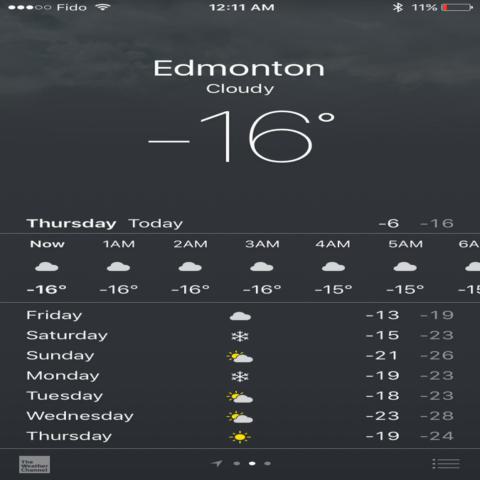 Fido 12:11 AM 11%
Edmonton
Cloudy
−16°
Thursday Today -6 -16
Now 1AM 2AM 3AM 4AM 5AM 6A
-16° -16° -16° -16° -15° -15° -15
Friday -13 -19
Saturday -15 -23
Sunday -21 -26
Monday -19 -23
Tuesday -18 -23
Wednesday -23 -28
Thursday -19 -24
The
Weather
Channel